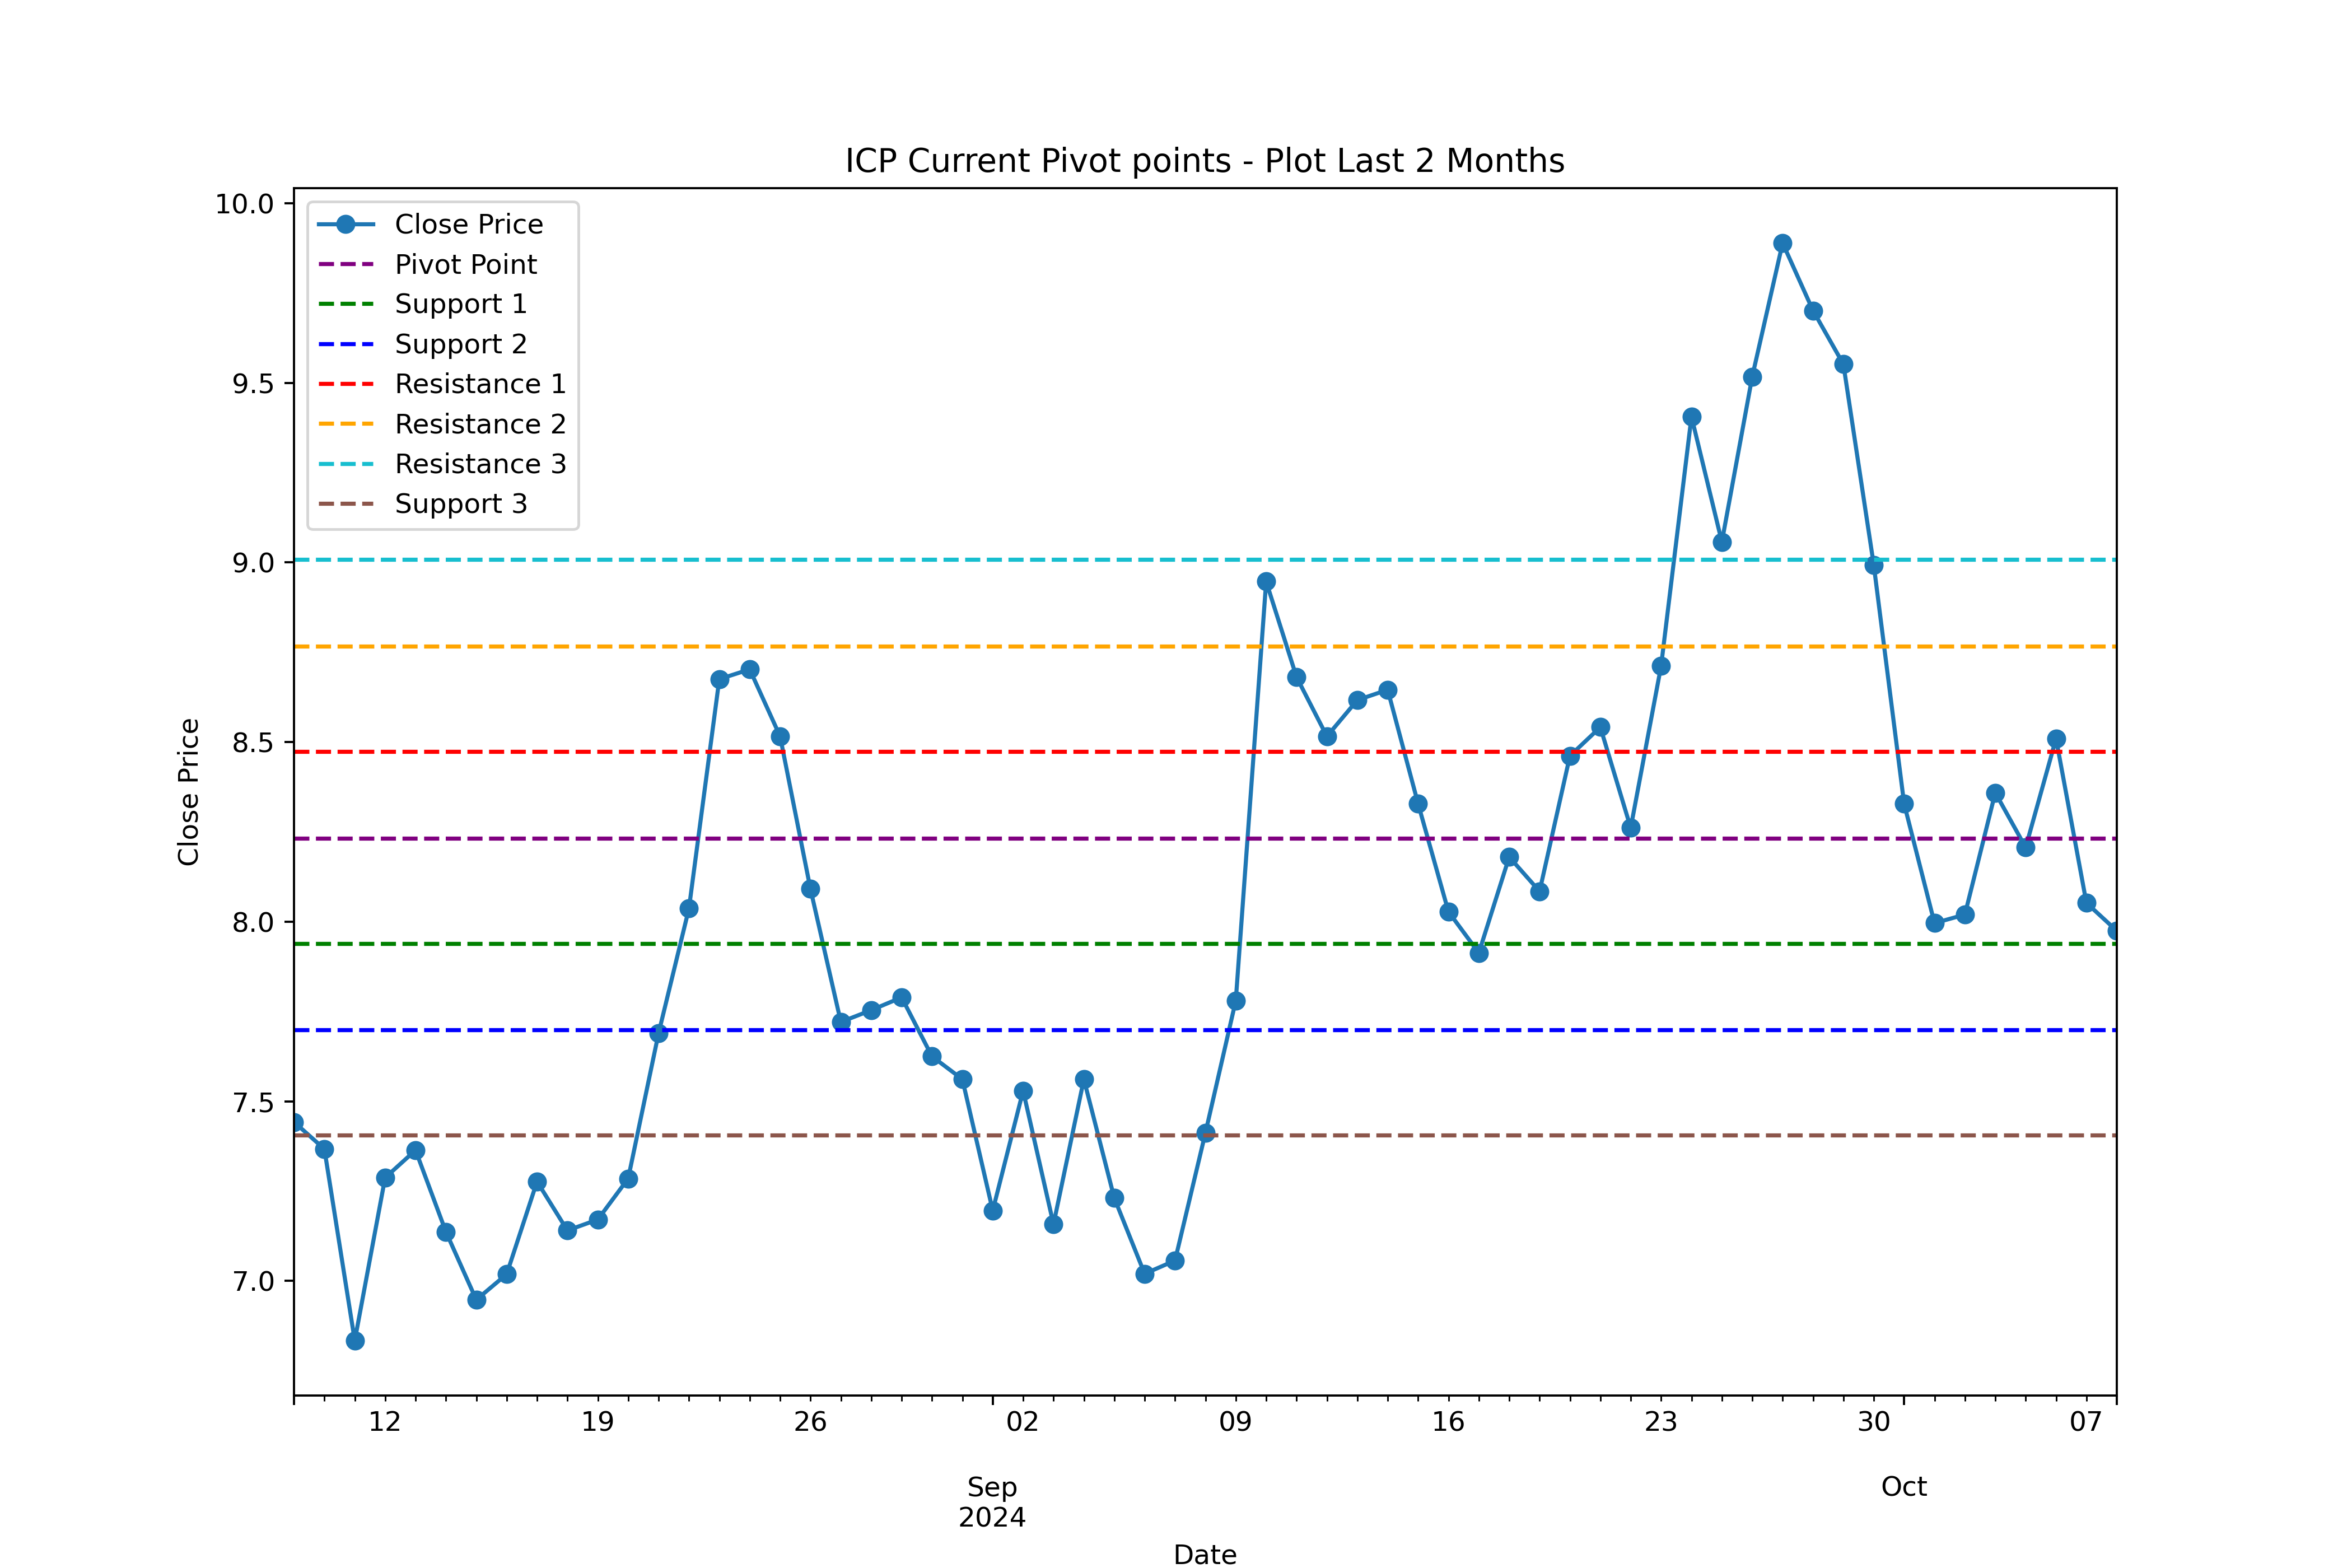 ICP Current Pivot points - Plot Last 2 Months
10.0
9.5
9.0
8.5
8.0
7.5
7.0
Close Price
Close Price
Pivot Point
Support 1
Support 2
Resistance 1
Resistance 2
Resistance 3
Support 3
12 19 26 02 09 16 23 30 07
Sep Oct
2024
Date